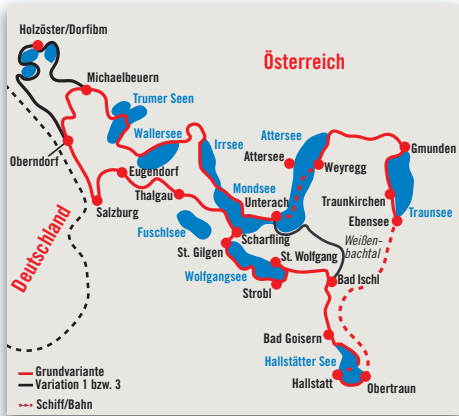 Holzöster/Dorfibm
Österreich
Michaelbeuern
Trumer Seen
Wallersee
Attersee
Irrsee
Oberndorf
Gmunden
Attersee
Weyregg
Eugendorf
Mondsee
Thalgau
Unterach
Traunkirchen
Salzburg
Ebensee
Traunsee
Deutschland
Fuschlsee
Scharfling
Weißen-
bachtal
St. Gilgen
St. Wolfgang
Wolfgangsee
Bad Ischl
Strobl
Bad Goisern
Hallstätter See
Grundvariante
Hallstatt
Obertraun
Variation 1 bzw. 3
Schiff/Bahn